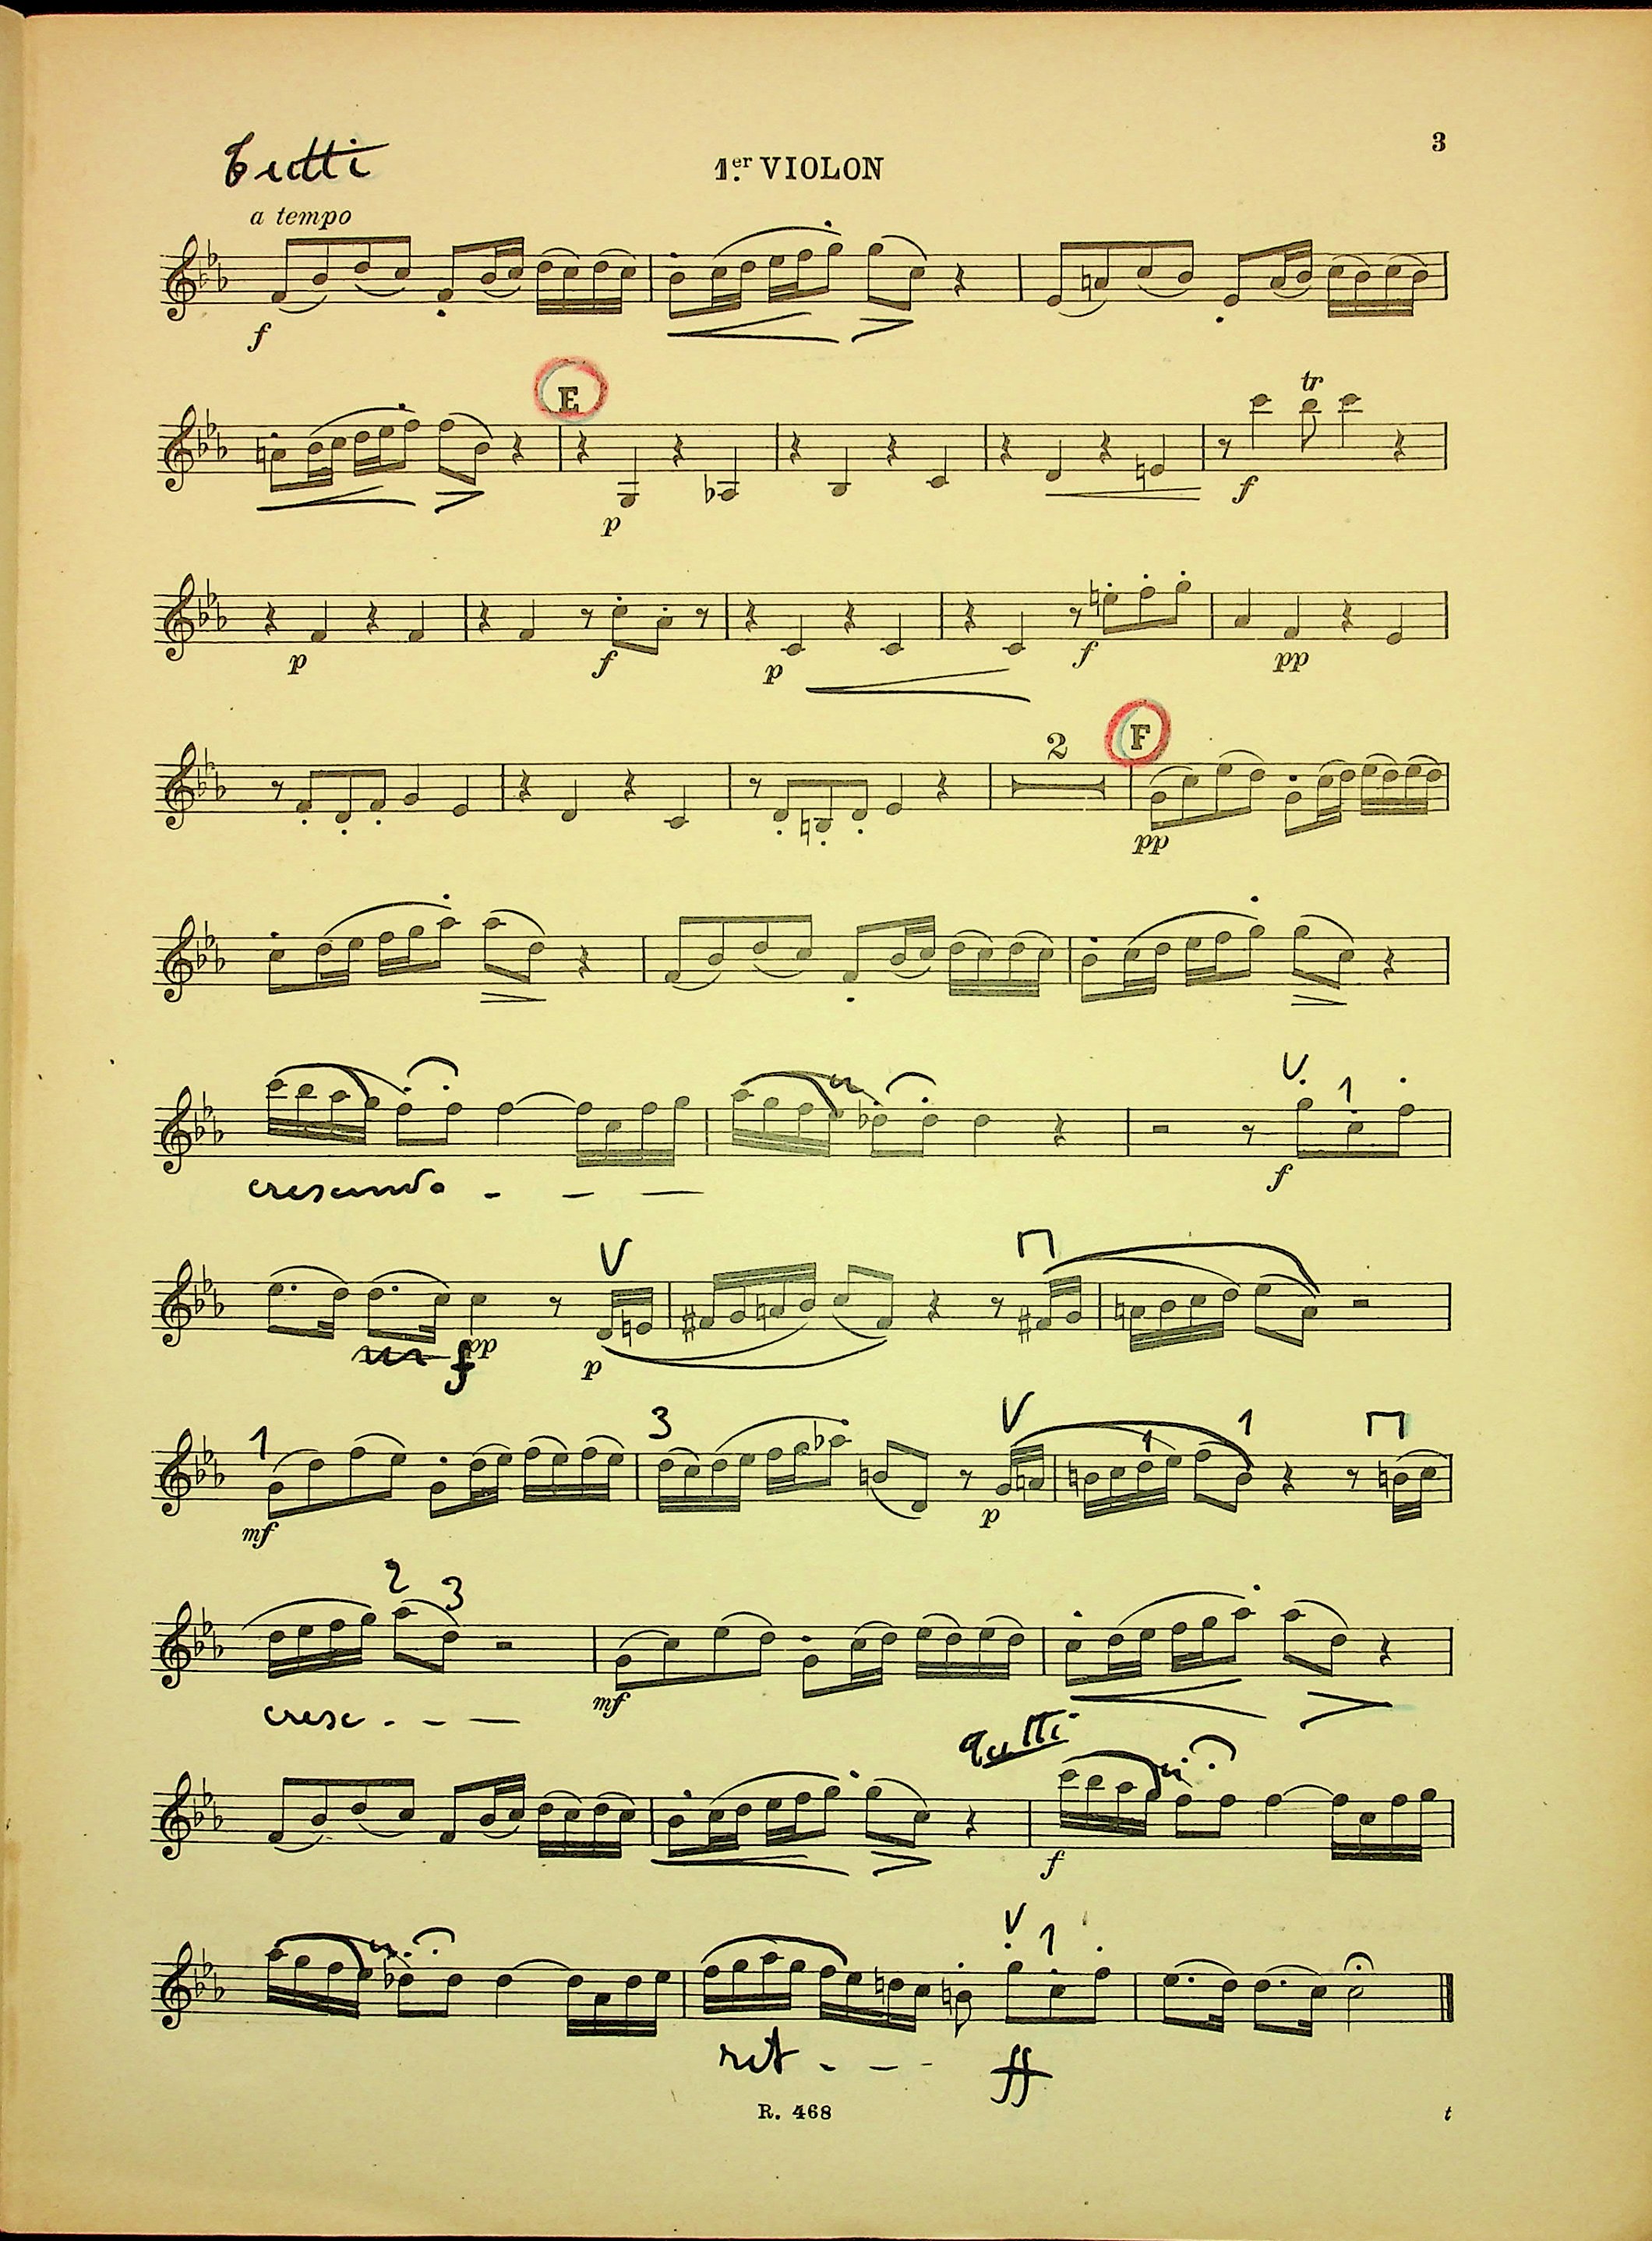 3
Tutti
1.er VIOLON
a tempo
f
E
tr
p
f
p
f
p
f
pp
2
F
pp
V
1
crescendo - - -
f
V
mf pp
p
1
3
V
1
1
mf
p
2
3
cresc - - -
mf
Tutti
f
V
1
rit - - -
ff
R. 468
t